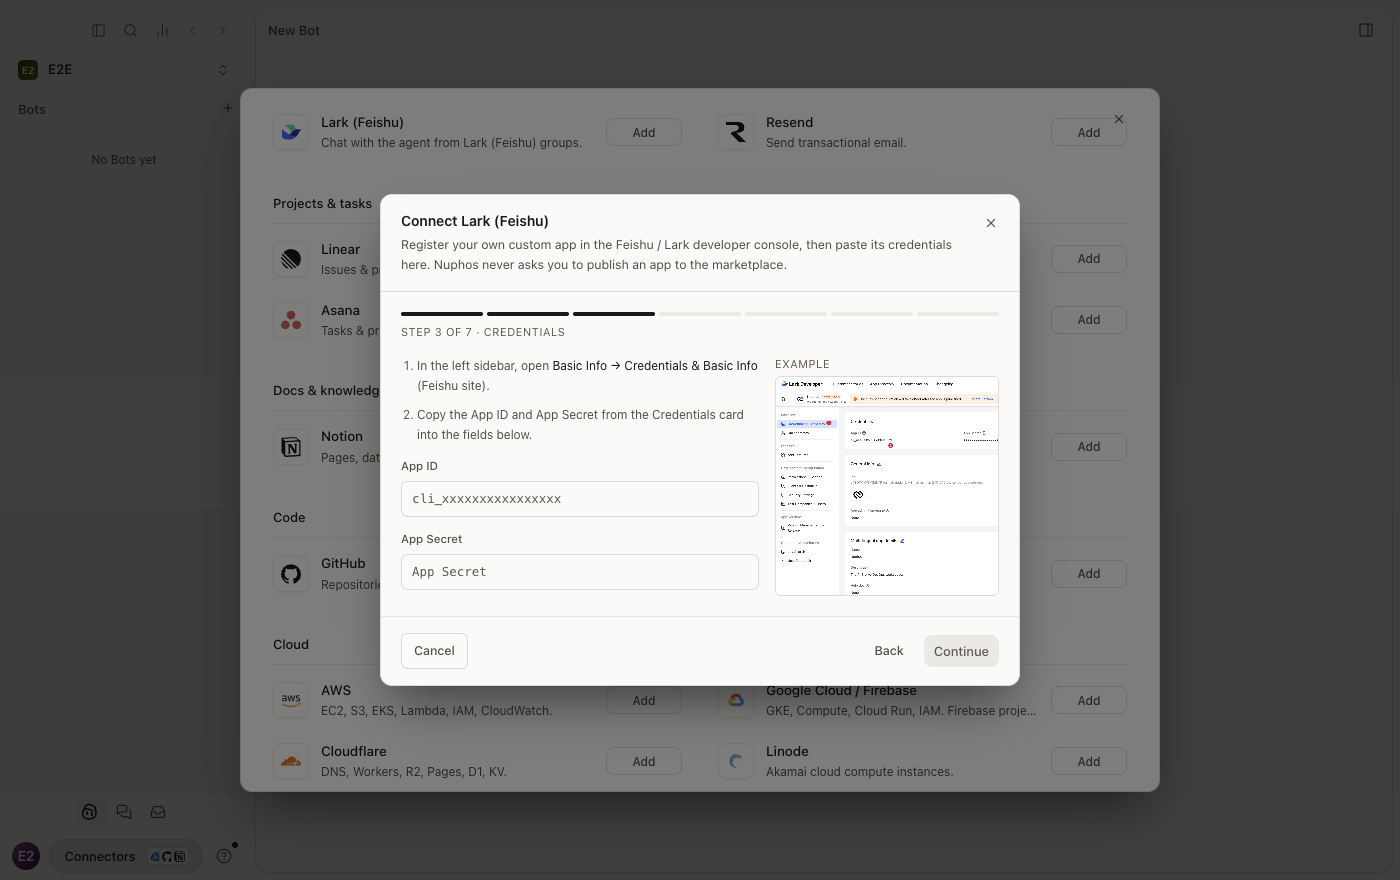 New Bot
E2 E2E
Bots
No Bots yet
Lark (Feishu)
Chat with the agent from Lark (Feishu) groups.
Add
Resend
Send transactional email.
Add
Projects & tasks
Linear
Issues & p
Add
Asana
Tasks & pr
Add
Docs & knowledg
Notion
Pages, dat
Add
Code
GitHub
Repositorie
Add
Cloud
AWS
EC2, S3, EKS, Lambda, IAM, CloudWatch.
Add
Google Cloud / Firebase
GKE, Compute, Cloud Run, IAM. Firebase proje...
Add
Cloudflare
DNS, Workers, R2, Pages, D1, KV.
Add
Linode
Akamai cloud compute instances.
Add
Connect Lark (Feishu)
Register your own custom app in the Feishu / Lark developer console, then paste its credentials
here. Nuphos never asks you to publish an app to the marketplace.
STEP 3 OF 7 · CREDENTIALS
1. In the left sidebar, open Basic Info → Credentials & Basic Info
(Feishu site).
2. Copy the App ID and App Secret from the Credentials card
into the fields below.
App ID
cli_xxxxxxxxxxxxxxxx
App Secret
App Secret
EXAMPLE
Lark Developer
Credentials
General info
Cancel
Back
Continue
E2
Connectors